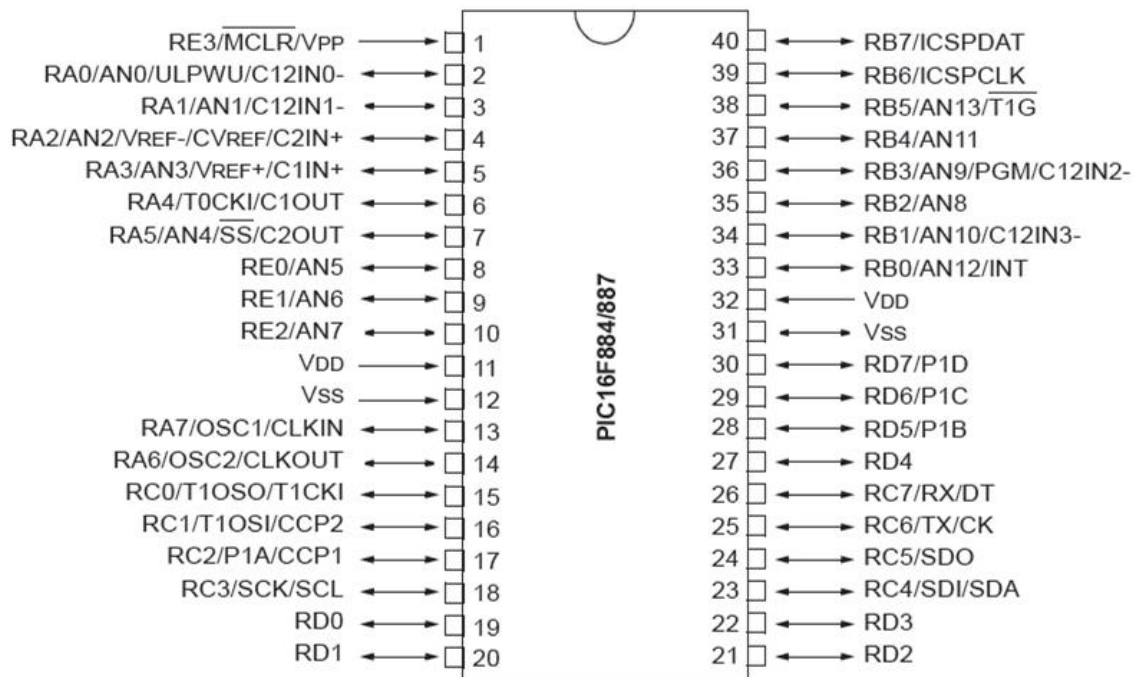 RE3/MCLR/VPP 1 40 RB7/ICSPDAT
RA0/AN0/ULPWU/C12IN0- 2 39 RB6/ICSPCLK
RA1/AN1/C12IN1- 3 38 RB5/AN13/T1G
RA2/AN2/VREF-/CVREF/C2IN+ 4 37 RB4/AN11
RA3/AN3/VREF+/C1IN+ 5 36 RB3/AN9/PGM/C12IN2-
RA4/T0CKI/C1OUT 6 35 RB2/AN8
RA5/AN4/SS/C2OUT 7 34 RB1/AN10/C12IN3-
RE0/AN5 8 33 RB0/AN12/INT
RE1/AN6 9 32 VDD
RE2/AN7 10 31 VSS
VDD 11 30 RD7/P1D
VSS 12 29 RD6/P1C
RA7/OSC1/CLKIN 13 28 RD5/P1B
RA6/OSC2/CLKOUT 14 27 RD4
RC0/T1OSO/T1CKI 15 26 RC7/RX/DT
RC1/T1OSI/CCP2 16 25 RC6/TX/CK
RC2/P1A/CCP1 17 24 RC5/SDO
RC3/SCK/SCL 18 23 RC4/SDI/SDA
RD0 19 22 RD3
RD1 20 21 RD2
PIC16F884/887